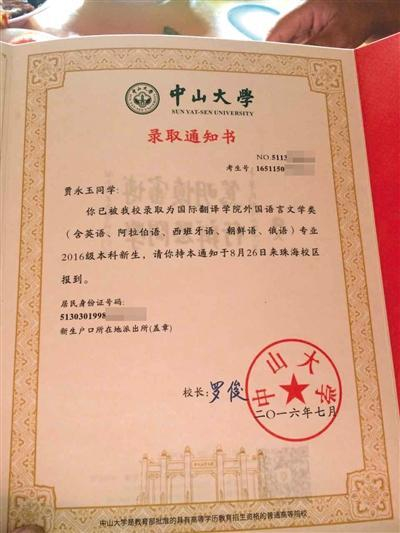 中山大学
SUN YAT-SEN UNIVERSITY
录取通知书
NO.5113
考生号: 1651150
贾永玉同学:
你已被我校录取为国际翻译学院外国语言文学类
(含英语、阿拉伯语、西班牙语、朝鲜语、俄语)专业
2016级本科新生,请你持本通知于8月26日来珠海校区
报到。
居民身份证号码:
5130301998
新生户口所在地派出所(盖章)
校长: 罗俊
中山大学
二〇一六年七月
中山大学是教育部批准的具有高等学历教育招生资格的普通高等院校